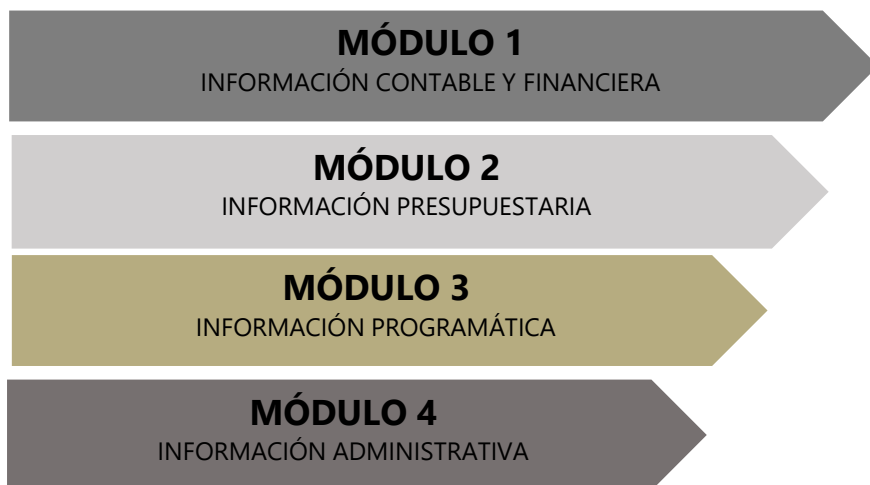 MÓDULO 1
INFORMACIÓN CONTABLE Y FINANCIERA
MÓDULO 2
INFORMACIÓN PRESUPUESTARIA
MÓDULO 3
INFORMACIÓN PROGRAMÁTICA
MÓDULO 4
INFORMACIÓN ADMINISTRATIVA